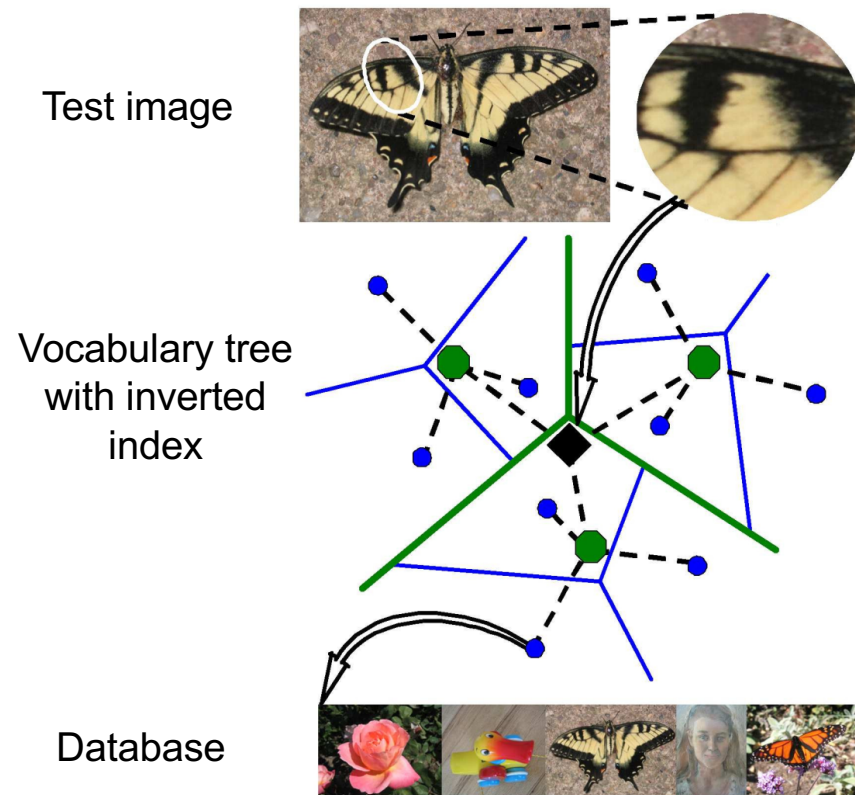 Test image
Vocabulary tree
with inverted
index
Database